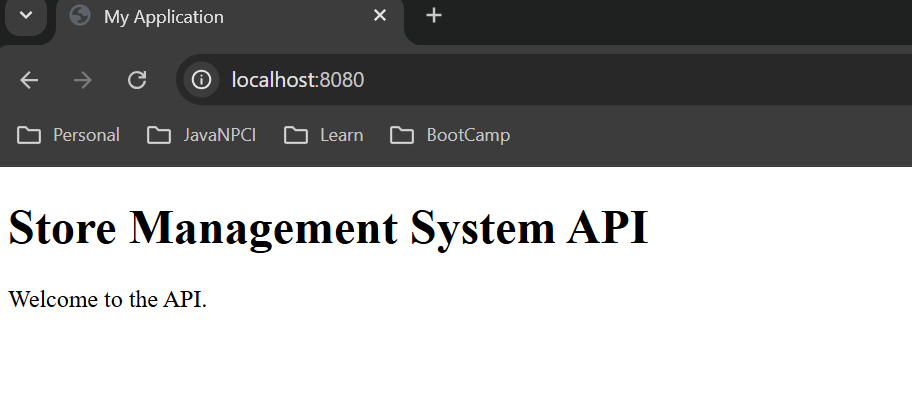 My Application
localhost:8080
Personal JavaNPCI Learn BootCamp
Store Management System API
Welcome to the API.